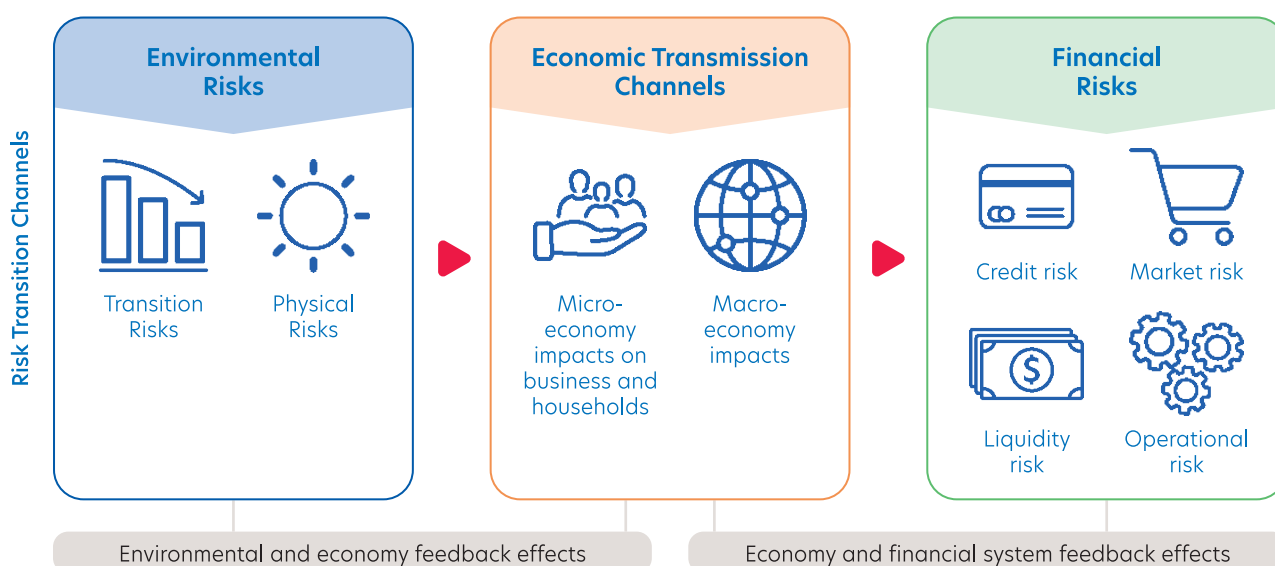 Risk Transition Channels
Environmental
Risks
Transition
Risks
Physical
Risks
Economic Transmission
Channels
Micro-
economy
impacts on
business and
households
Macro-
economy
impacts
Financial
Risks
Credit risk
Market risk
$
Liquidity
risk
Operational
risk
Environmental and economy feedback effects
Economy and financial system feedback effects